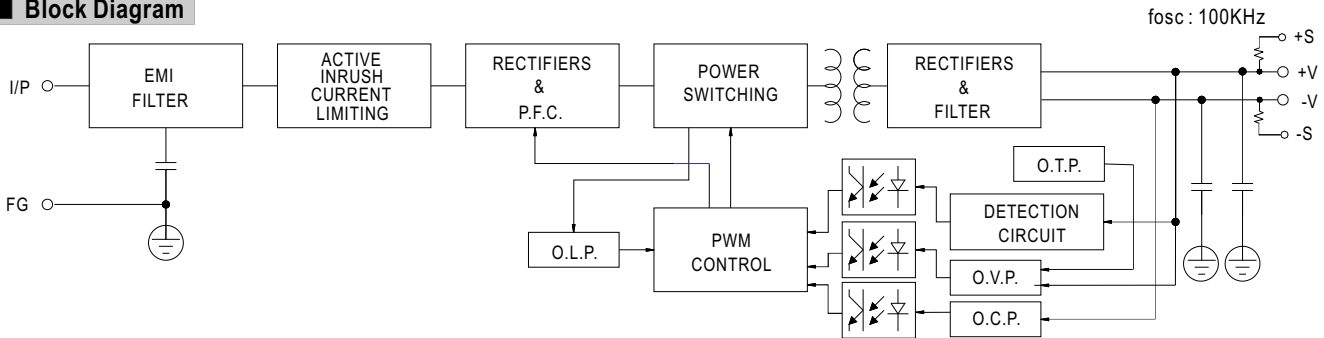 Block Diagram
fosc : 100KHz
I/P
EMI
FILTER
ACTIVE
INRUSH
CURRENT
LIMITING
RECTIFIERS
&
P.F.C.
POWER
SWITCHING
RECTIFIERS
&
FILTER
+S
+V
-V
-S
FG
O.L.P.
PWM
CONTROL
O.T.P.
DETECTION
CIRCUIT
O.V.P.
O.C.P.